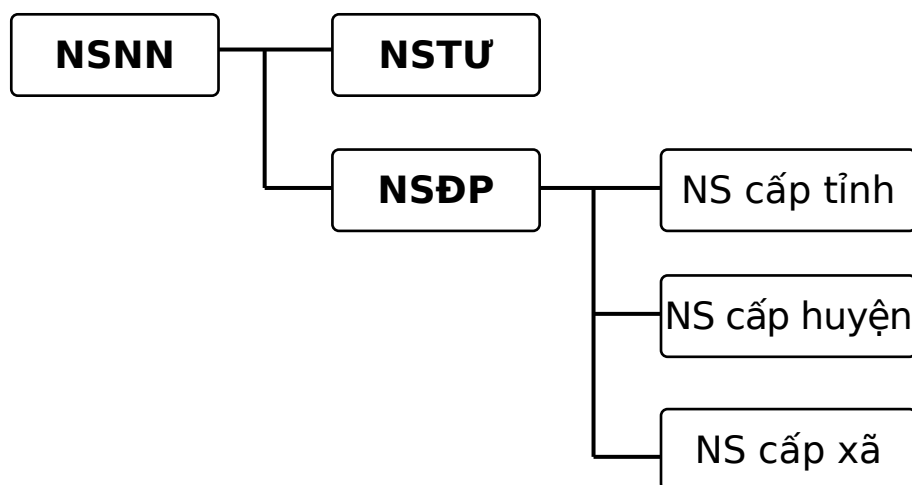 NSNN
NSTƯ
NSĐP
NS cấp tỉnh
NS cấp huyện
NS cấp xã